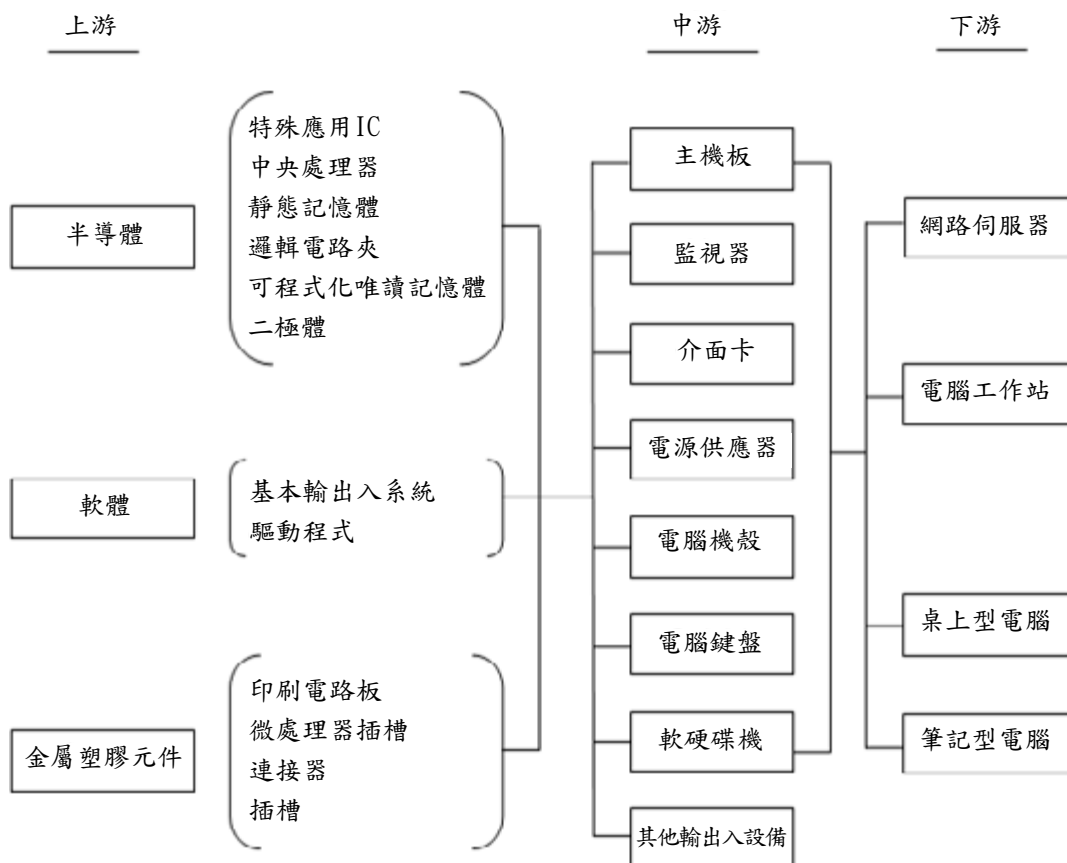 上游
中游
下游
半導體
特殊應用IC
中央處理器
靜態記憶體
邏輯電路夾
可程式化唯讀記憶體
二極體
軟體
基本輸出入系統
驅動程式
金屬塑膠元件
印刷電路板
微處理器插槽
連接器
插槽
主機板
監視器
介面卡
電源供應器
電腦機殼
電腦鍵盤
軟硬碟機
其他輸出入設備
網路伺服器
電腦工作站
桌上型電腦
筆記型電腦